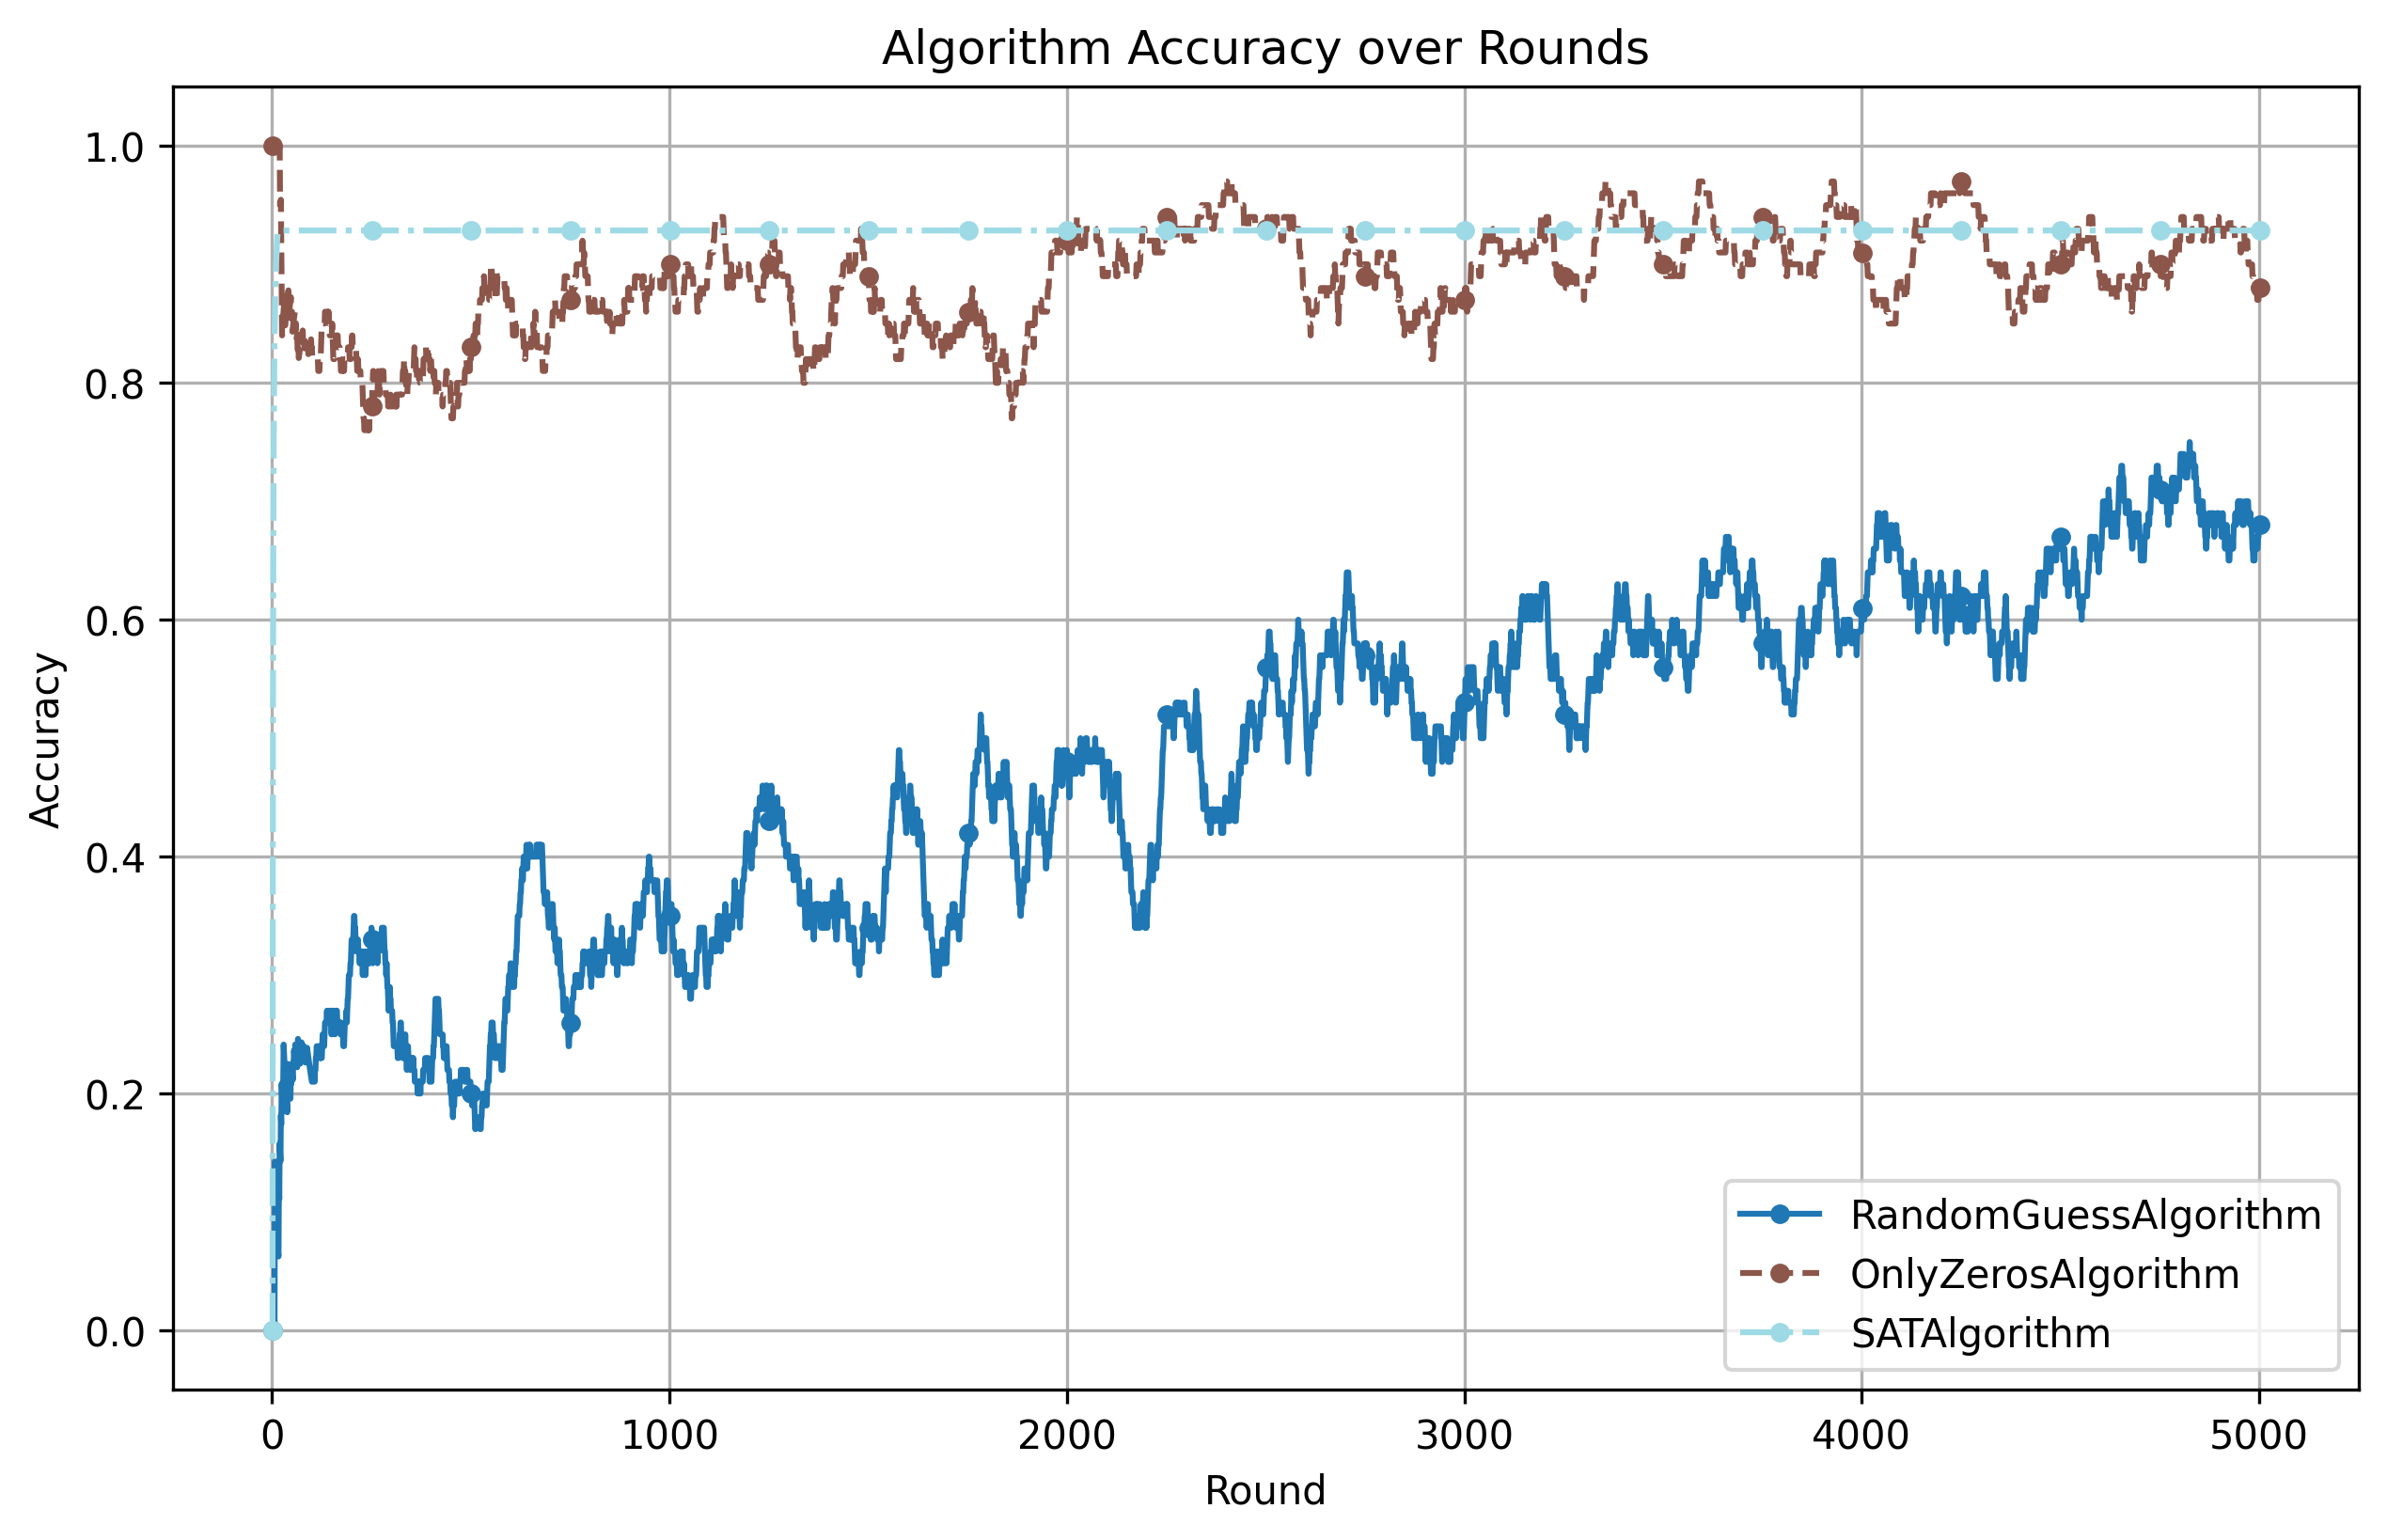 Algorithm Accuracy over Rounds
1.0
0.8
0.6
0.4
0.2
0.0
Accuracy
0 1000 2000 3000 4000 5000
Round
RandomGuessAlgorithm
OnlyZerosAlgorithm
SATAlgorithm